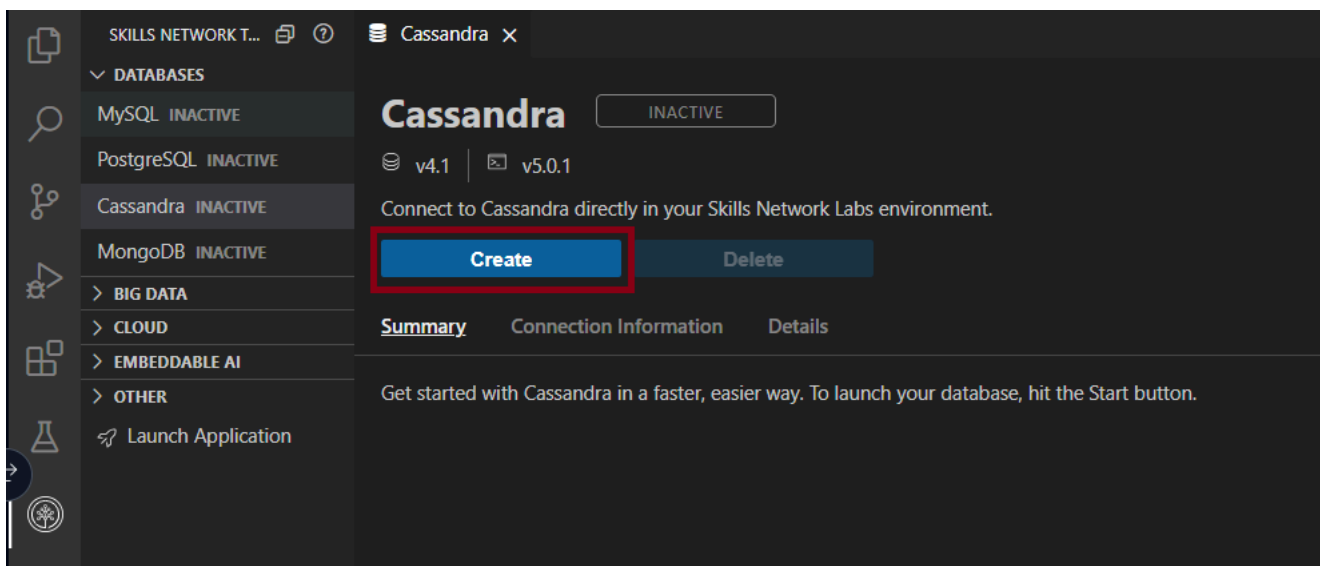 SKILLS NETWORK T...
DATABASES
MySQL INACTIVE
PostgreSQL INACTIVE
Cassandra INACTIVE
MongoDB INACTIVE
BIG DATA
CLOUD
EMBEDDABLE AI
OTHER
Launch Application
Cassandra
Cassandra INACTIVE
v4.1 v5.0.1
Connect to Cassandra directly in your Skills Network Labs environment.
Create Delete
Summary Connection Information Details
Get started with Cassandra in a faster, easier way. To launch your database, hit the Start button.